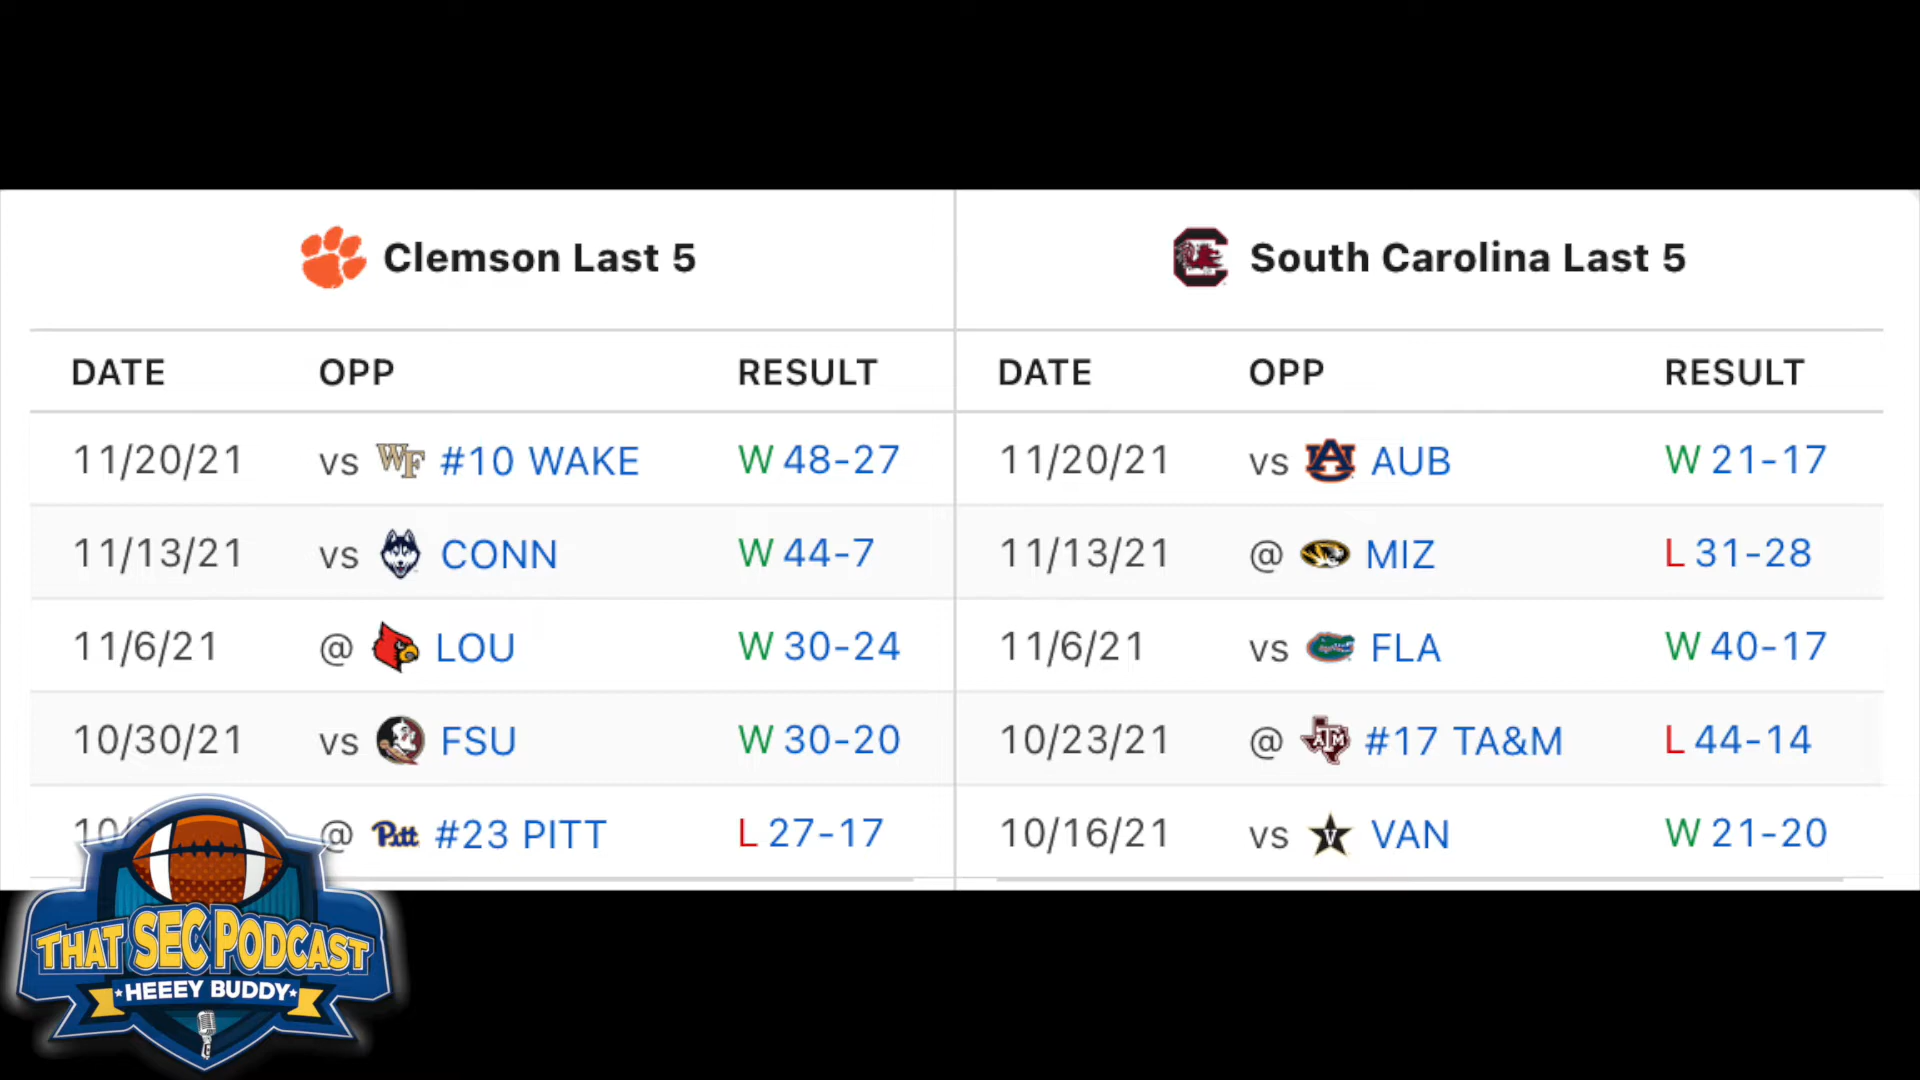 Clemson Last 5
DATE OPP RESULT
11/20/21 vs WF #10 WAKE W 48-27
11/13/21 vs CONN W 44-7
11/6/21 @ LOU W 30-24
10/30/21 vs FSU W 30-20
@ Pitt #23 PITT L 27-17
South Carolina Last 5
DATE OPP RESULT
11/20/21 vs AU AUB W 21-17
11/13/21 @ MIZ L 31-28
11/6/21 vs FLA W 40-17
10/23/21 @ ATM #17 TA&M L 44-14
10/16/21 vs V VAN W 21-20
THAT SEC PODCAST
HEEEY BUDDY